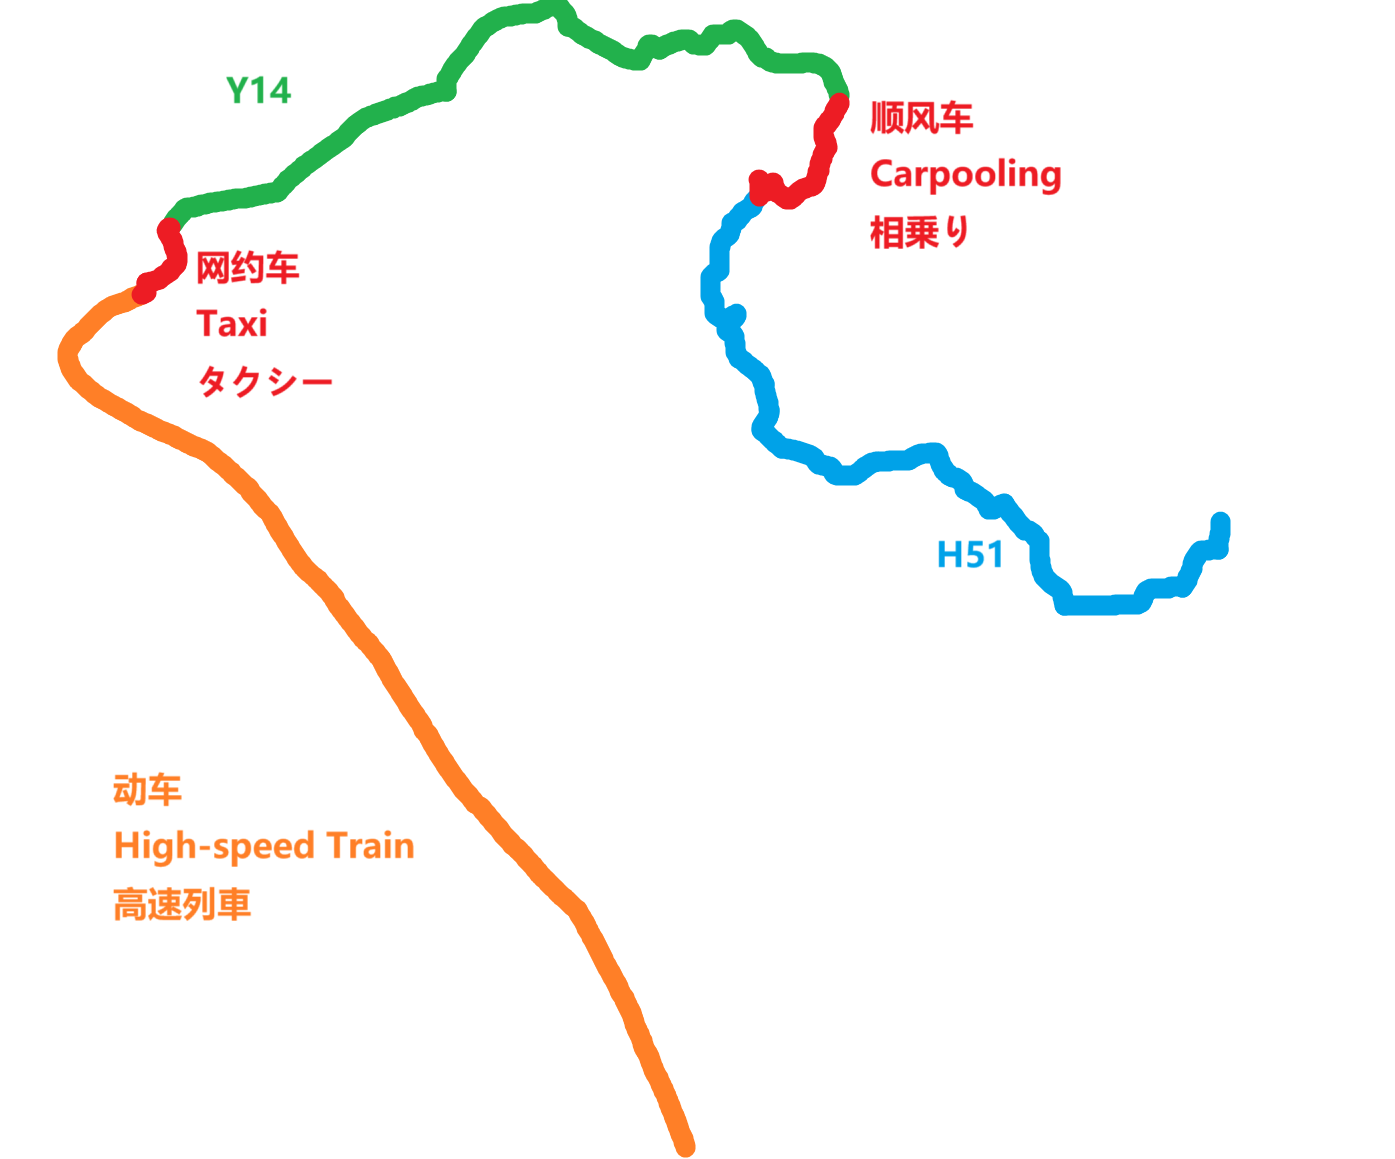 Y14
顺风车
Carpooling
相乗り
网约车
Taxi
タクシー
H51
动车
High-speed Train
高速列車